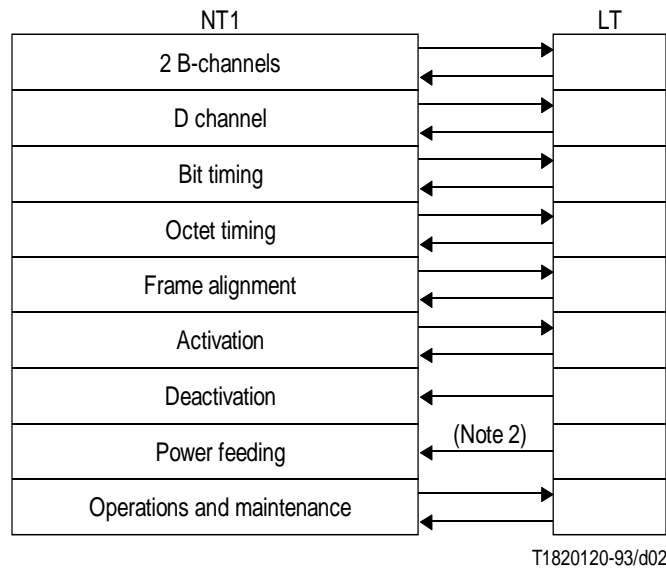 NT1 LT
2 B-channels
D channel
Bit timing
Octet timing
Frame alignment
Activation
Deactivation
(Note 2)
Power feeding
Operations and maintenance
T1820120-93/d02